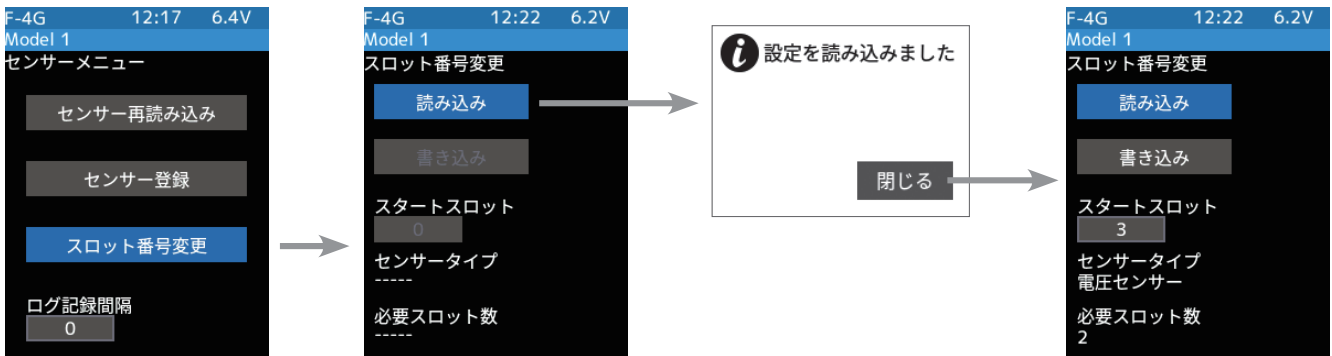 F-4G 12:17 6.4V
Model 1
センサーメニュー
センサー再読み込み
センサー登録
スロット番号変更
ログ記録間隔
0
F-4G 12:22 6.2V
Model 1
スロット番号変更
読み込み
書き込み
スタートスロット
0
センサータイプ
-----
必要スロット数
-----
i 設定を読み込みました
閉じる
F-4G 12:22 6.2V
Model 1
スロット番号変更
読み込み
書き込み
スタートスロット
3
センサータイプ
電圧センサー
必要スロット数
2